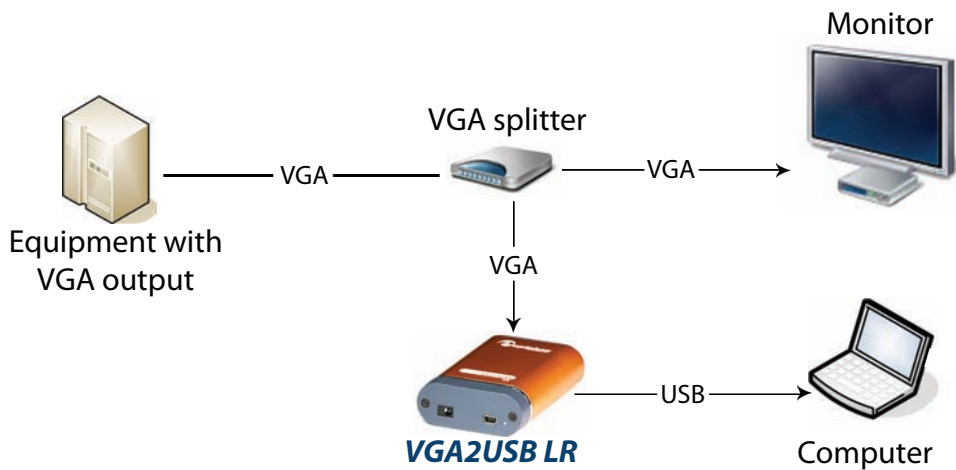 Monitor
VGA splitter
VGA
VGA
Equipment with
VGA output
VGA
USB
VGA2USB LR
Computer